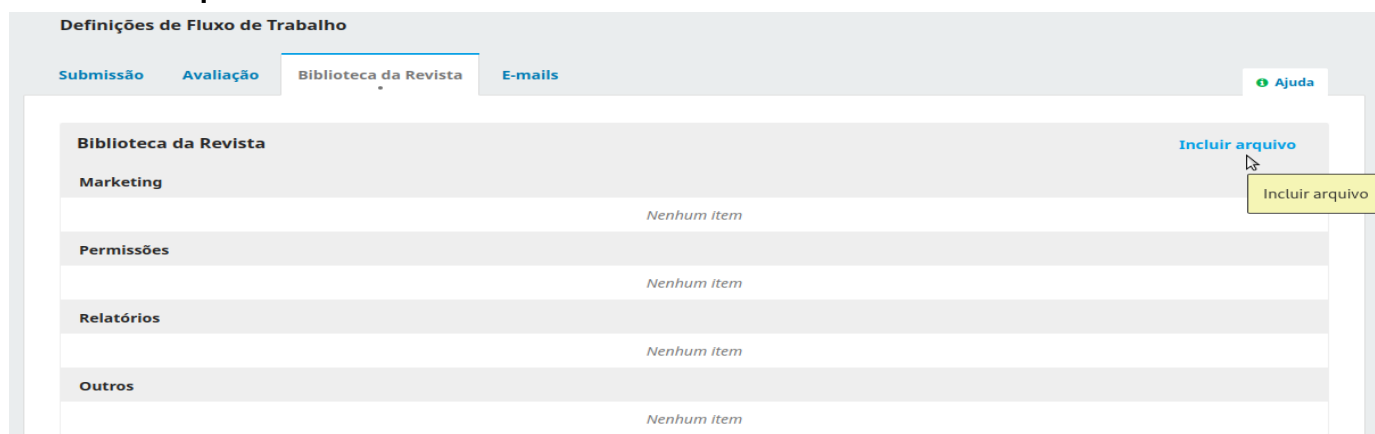 Definições de Fluxo de Trabalho
Submissão Avaliação Biblioteca da Revista E-mails
Ajuda
Biblioteca da Revista Incluir arquivo
Marketing
Incluir arquivo
Nenhum item
Permissões
Nenhum item
Relatórios
Nenhum item
Outros
Nenhum item